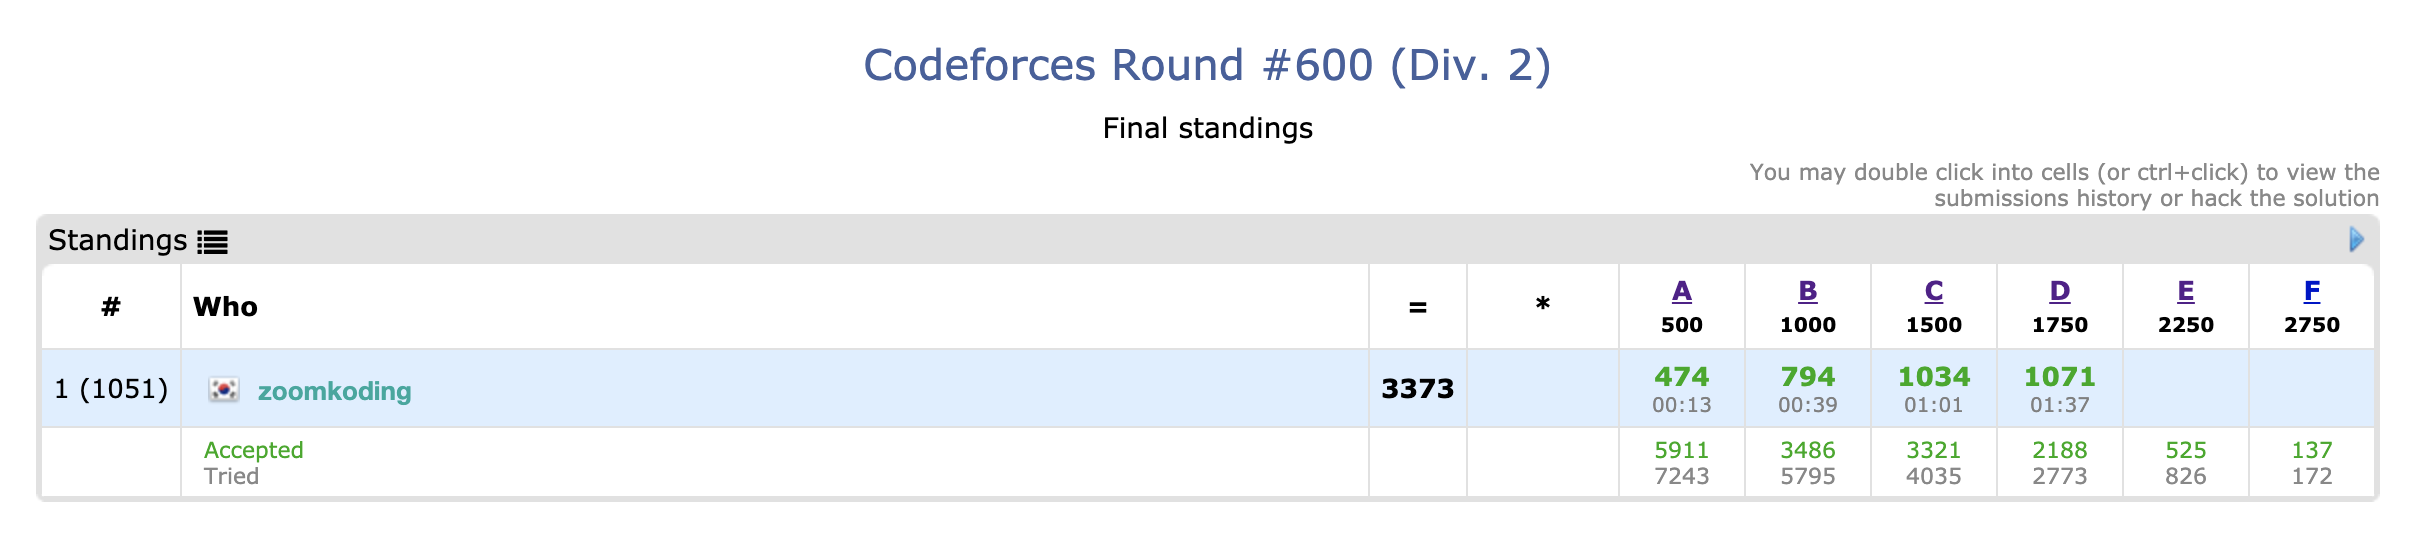 Codeforces Round #600 (Div. 2)
Final standings
You may double click into cells (or ctrl+click) to view the
submissions history or hack the solution
Standings
# Who = * A B C D E F
500 1000 1500 1750 2250 2750
1 (1051) zoomkoding 3373 474 794 1034 1071
00:13 00:39 01:01 01:37
Accepted 5911 3486 3321 2188 525 137
Tried 7243 5795 4035 2773 826 172